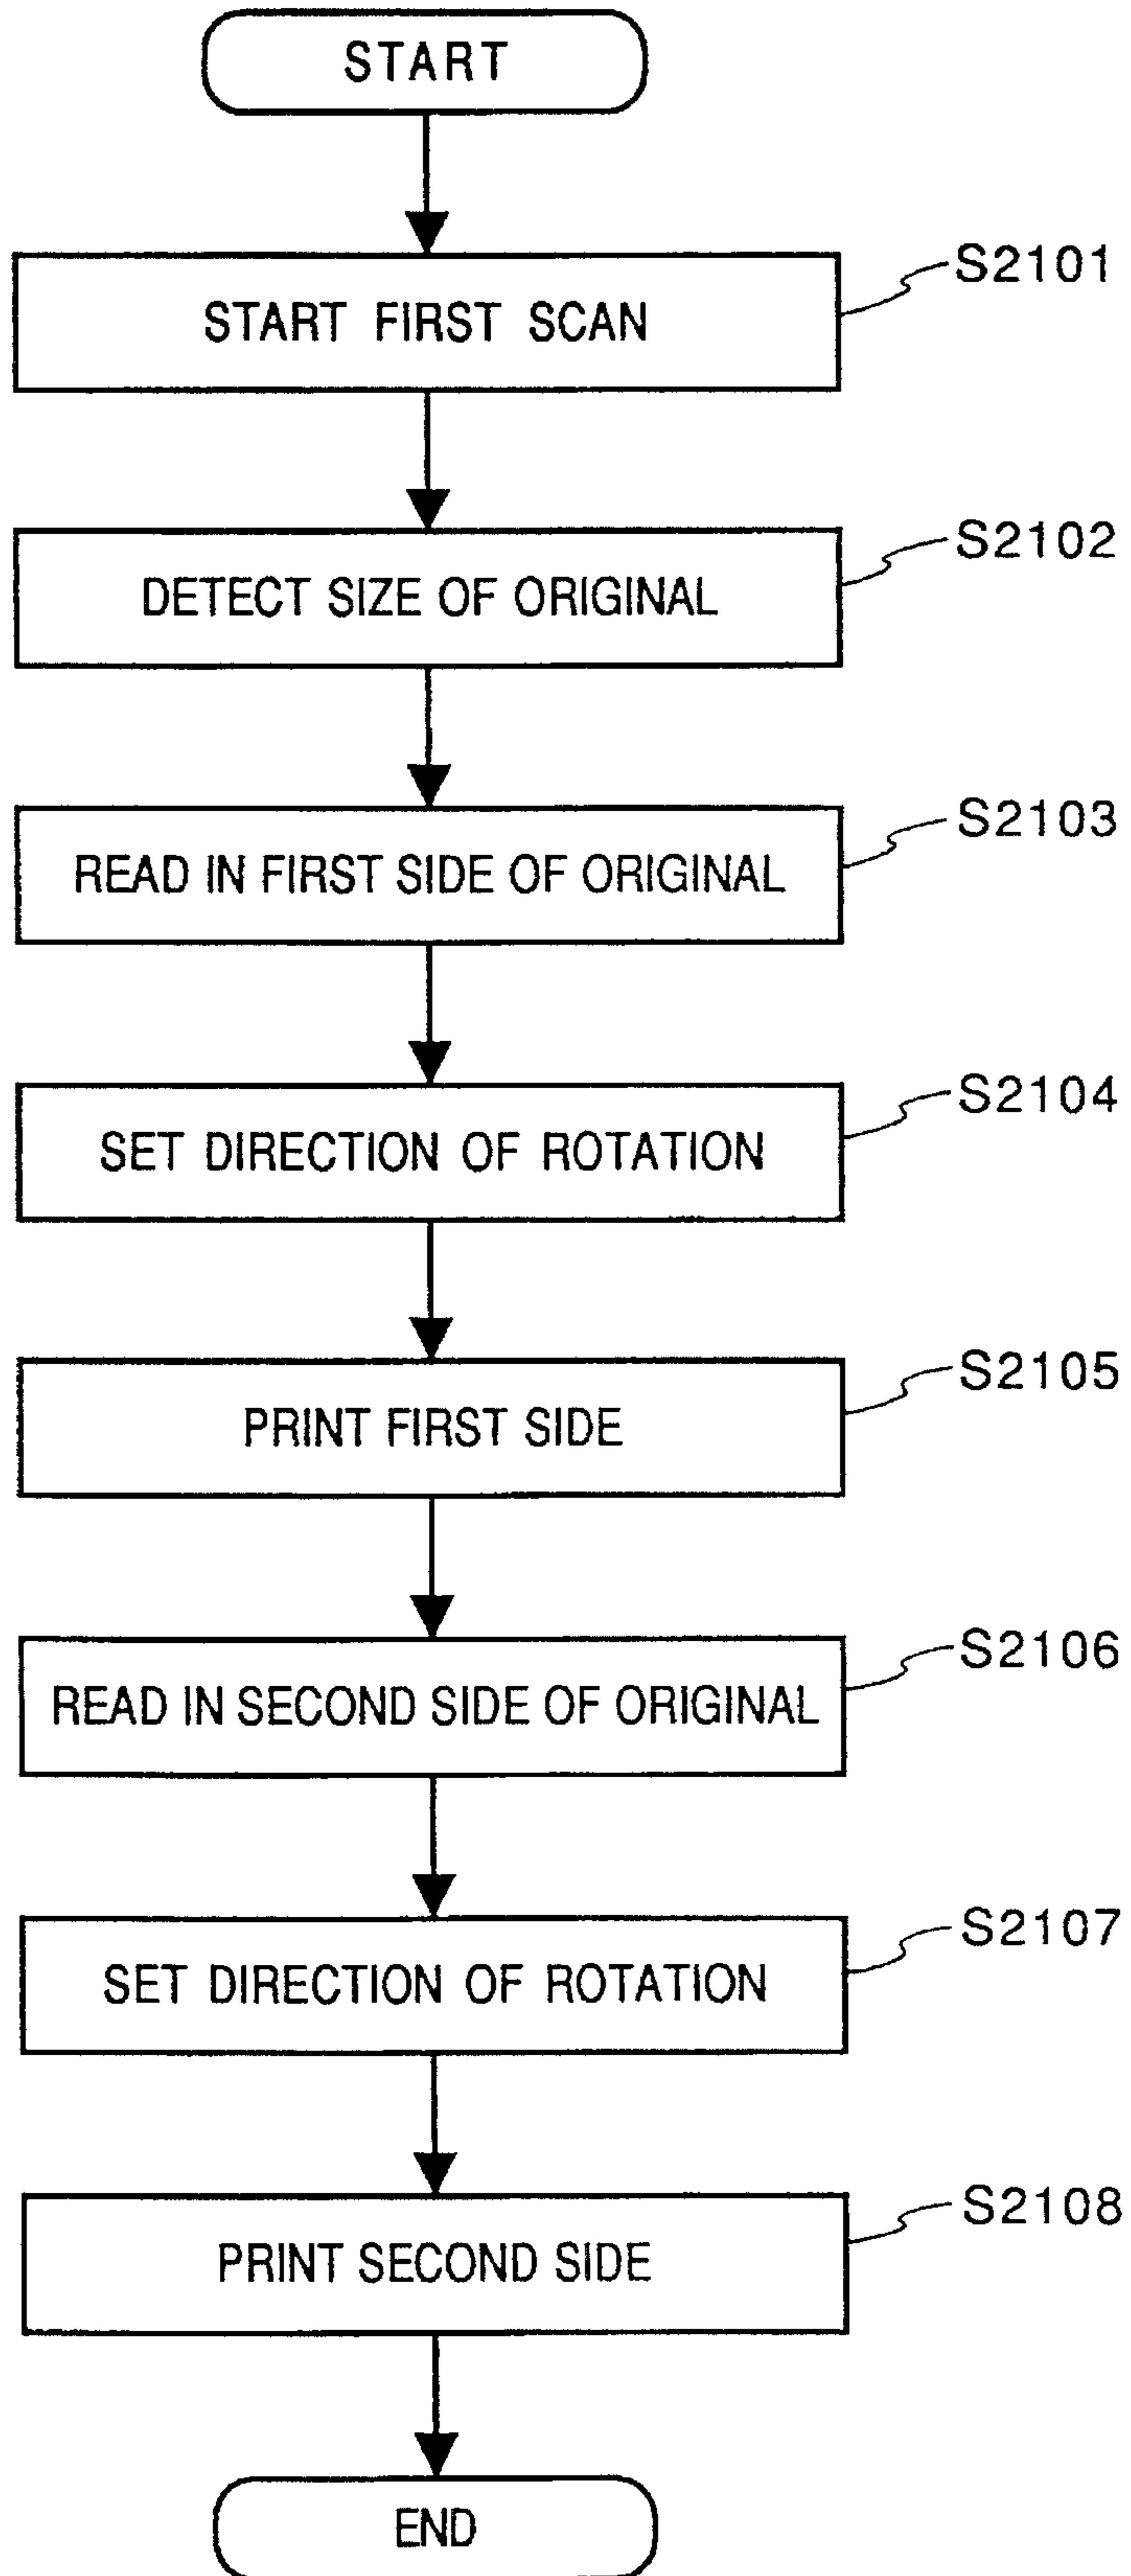 START
S2101
START FIRST SCAN
S2102
DETECT SIZE OF ORIGINAL
S2103
READ IN FIRST SIDE OF ORIGINAL
S2104
SET DIRECTION OF ROTATION
S2105
PRINT FIRST SIDE
S2106
READ IN SECOND SIDE OF ORIGINAL
S2107
SET DIRECTION OF ROTATION
S2108
PRINT SECOND SIDE
END